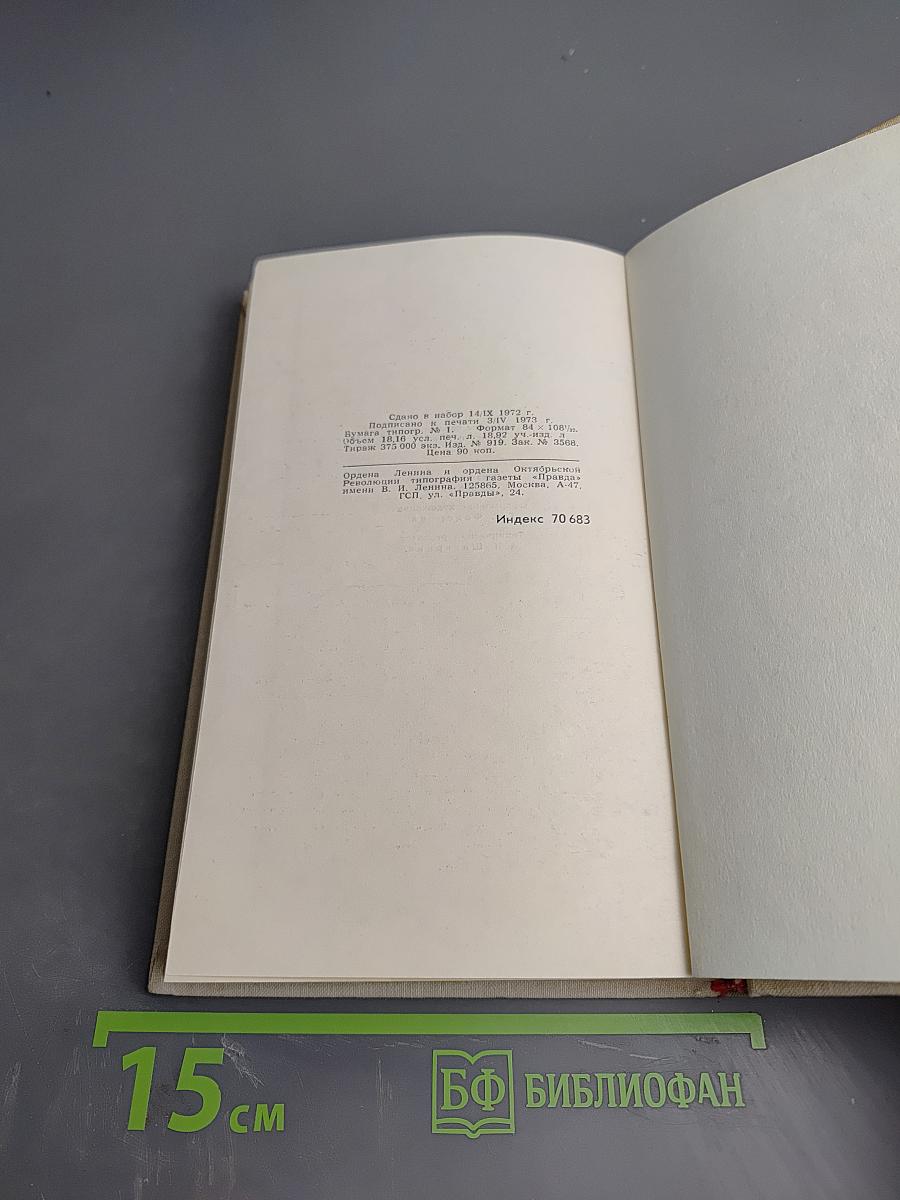 Сдано в набор 14/IX 1972 г.
Подписано к печати 3/IV 1973 г.
Бумага типогр. № 1. Формат 84 × 108¹/₃₂.
Объем 18,16 усл. печ. л. 18,92 уч.-изд. л
Тираж 375 000 экз. Изд. № 919. Зак. № 3568.
Цена 90 коп.
Ордена Ленина и ордена Октябрьской
Революции типография газеты «Правда»
имени В. И. Ленина. 125865, Москва, А-47,
ГСП, ул. «Правды», 24.
Индекс 70 683
15 см
БФ БИБЛИОФАН